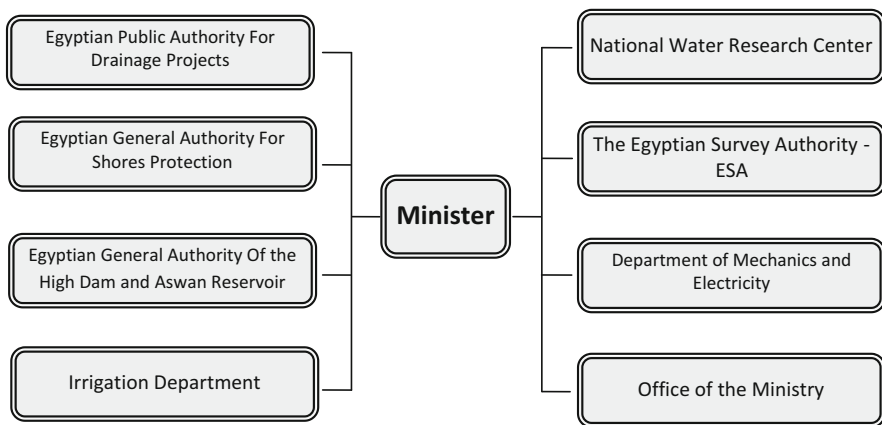 Egyptian Public Authority For
Drainage Projects
Egyptian General Authority For
Shores Protection
Egyptian General Authority Of the
High Dam and Aswan Reservoir
Irrigation Department
Minister
National Water Research Center
The Egyptian Survey Authority -
ESA
Department of Mechanics and
Electricity
Office of the Ministry